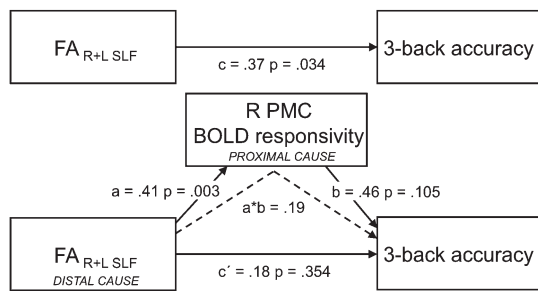 FA R+L SLF
3-back accuracy
c = .37 p = .034
R PMC
BOLD responsivity
PROXIMAL CAUSE
a = .41 p = .003
b = .46 p = .105
a*b = .19
FA R+L SLF
DISTAL CAUSE
3-back accuracy
c´ = .18 p = .354